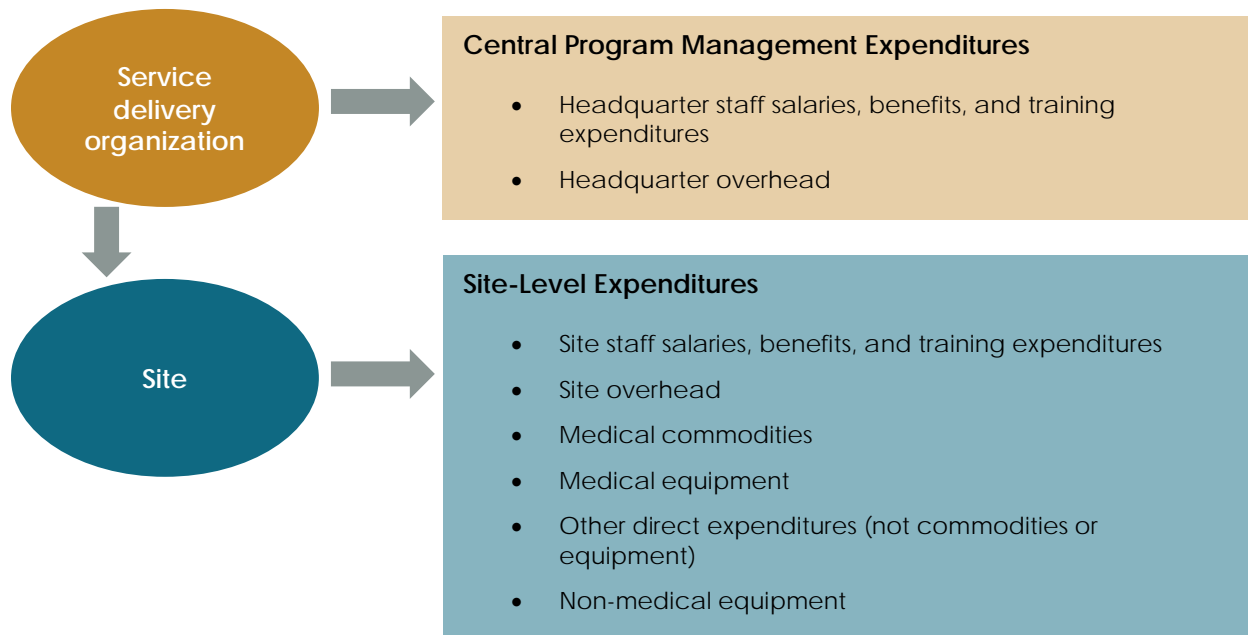 Service
delivery
organization
Central Program Management Expenditures
• Headquarter staff salaries, benefits, and training
expenditures
• Headquarter overhead
Site
Site-Level Expenditures
• Site staff salaries, benefits, and training expenditures
• Site overhead
• Medical commodities
• Medical equipment
• Other direct expenditures (not commodities or
equipment)
• Non-medical equipment